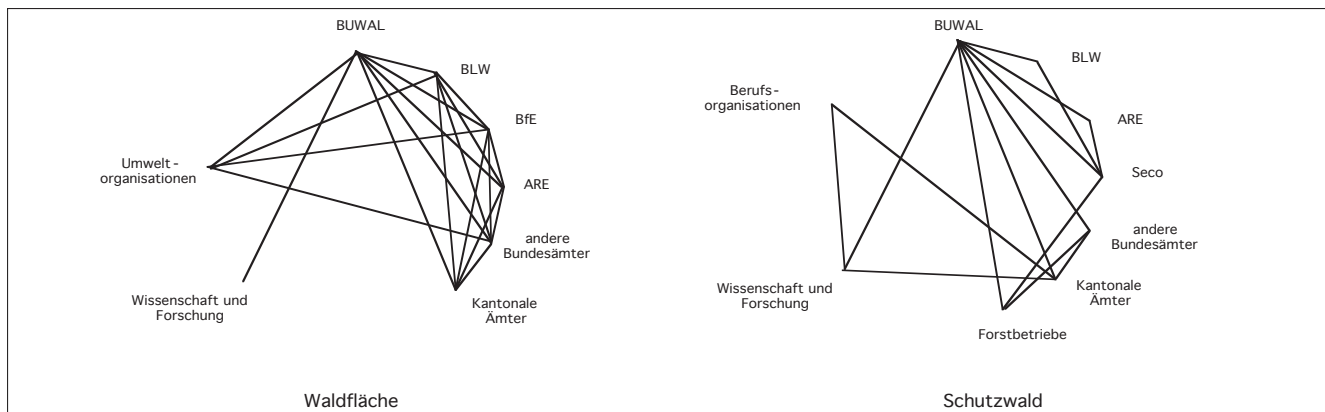 BUWAL
BLW
BfE
Umwelt-
organisationen
ARE
andere
Bundesämter
Wissenschaft und
Forschung
Kantonale
Ämter
Waldfläche
BUWAL
BLW
Berufs-
organisationen
ARE
Seco
andere
Bundesämter
Wissenschaft und
Forschung
Kantonale
Ämter
Forstbetriebe
Schutzwald